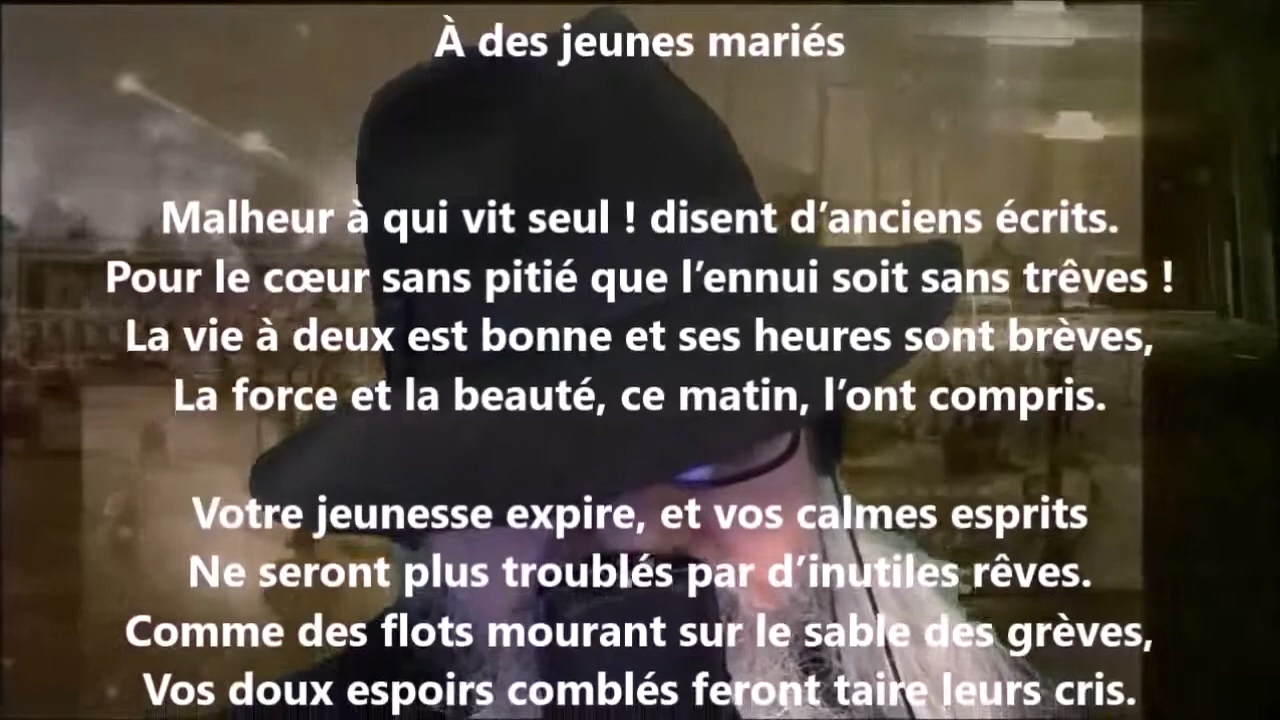 À des jeunes mariés
Malheur à qui vit seul ! disent d’anciens écrits.
Pour le cœur sans pitié que l’ennui soit sans trêves !
La vie à deux est bonne et ses heures sont brèves,
La force et la beauté, ce matin, l’ont compris.
Votre jeunesse expire, et vos calmes esprits
Ne seront plus troublés par d’inutiles rêves.
Comme des flots mourant sur le sable des grèves,
Vos doux espoirs comblés feront taire leurs cris.